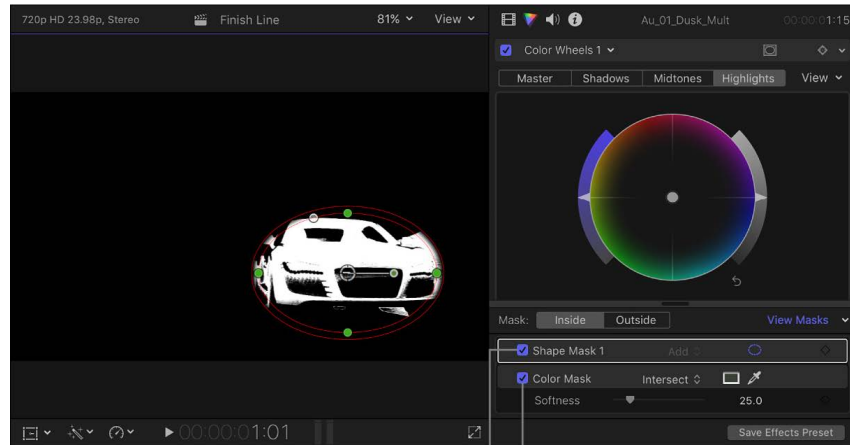 720p HD 23.98p, Stereo Finish Line 81% View Au_01_Dusk_Mult 00:00:01:15
Color Wheels 1
Master Shadows Midtones Highlights View
Mask: Inside Outside View Masks
Shape Mask 1 Add
Color Mask Intersect
Softness 25.0
00:00:01:01 Save Effects Preset